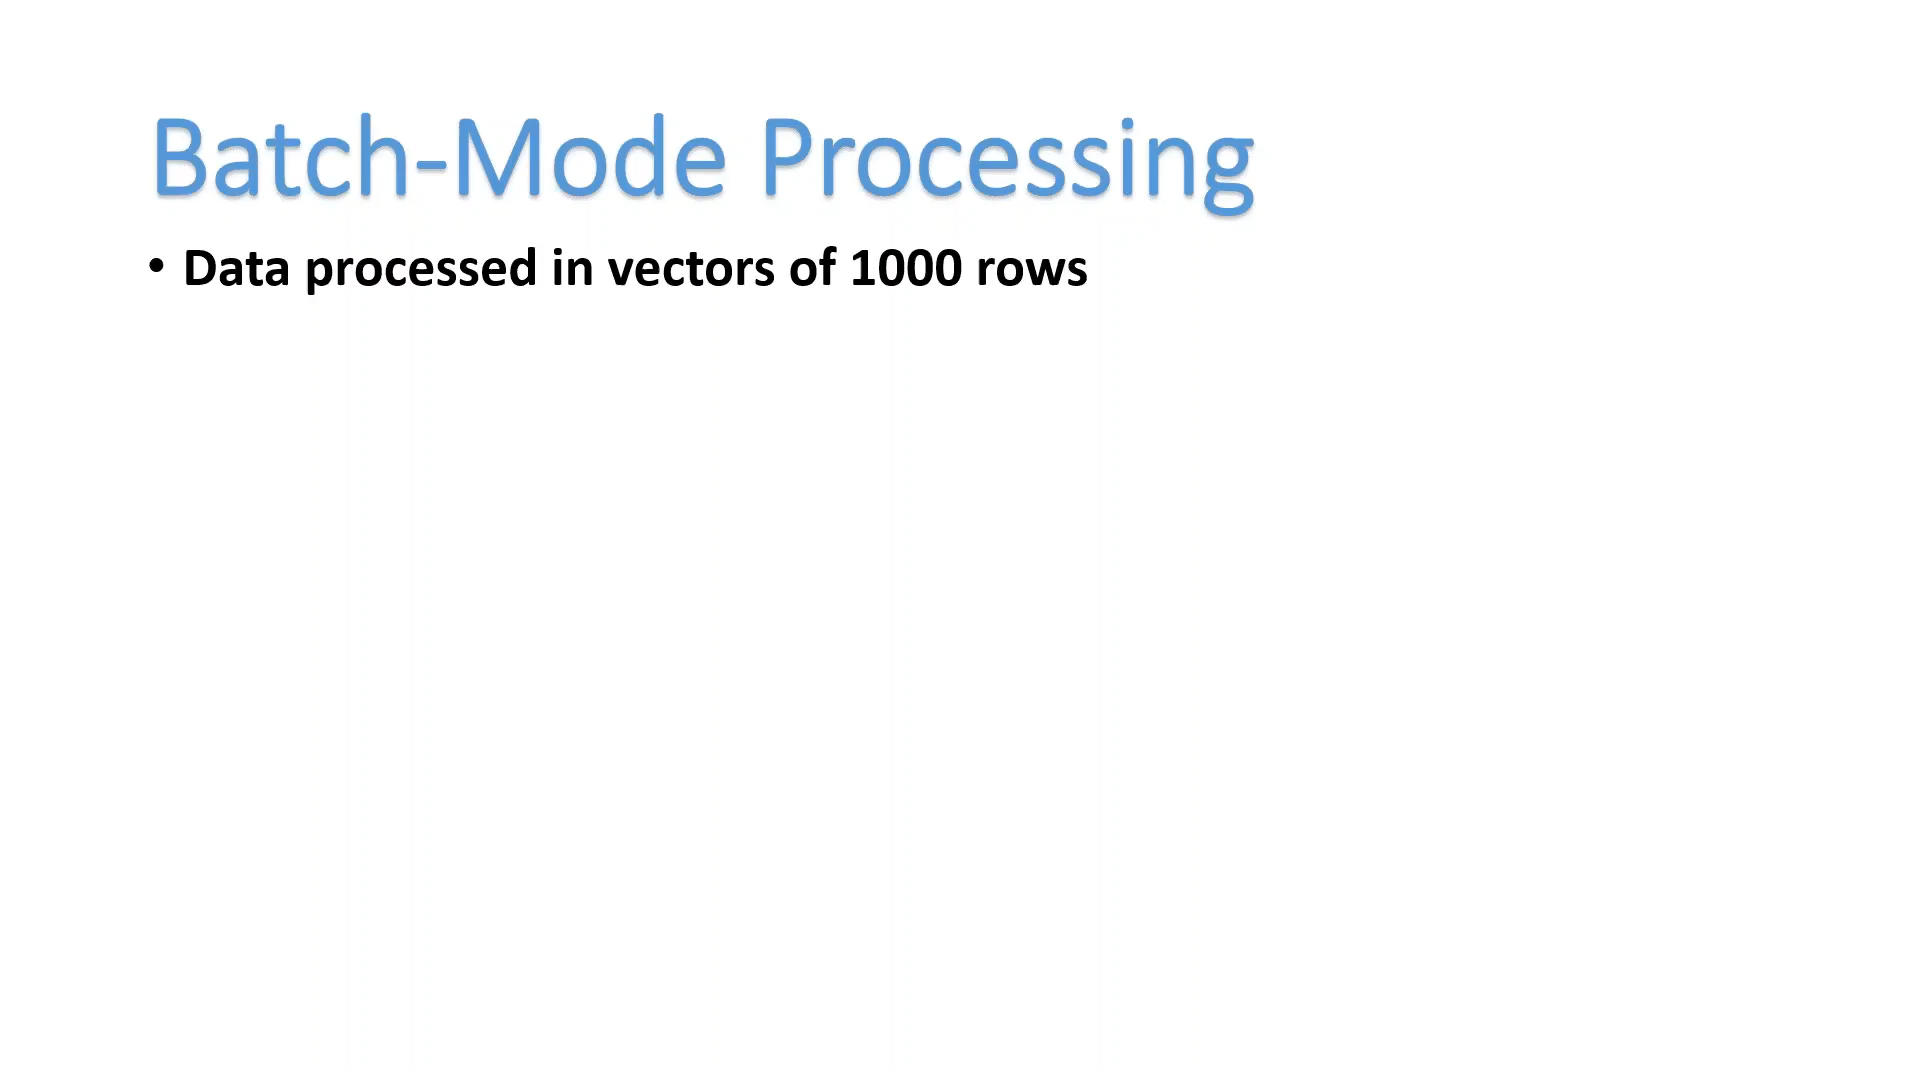 Batch-Mode Processing
• Data processed in vectors of 1000 rows